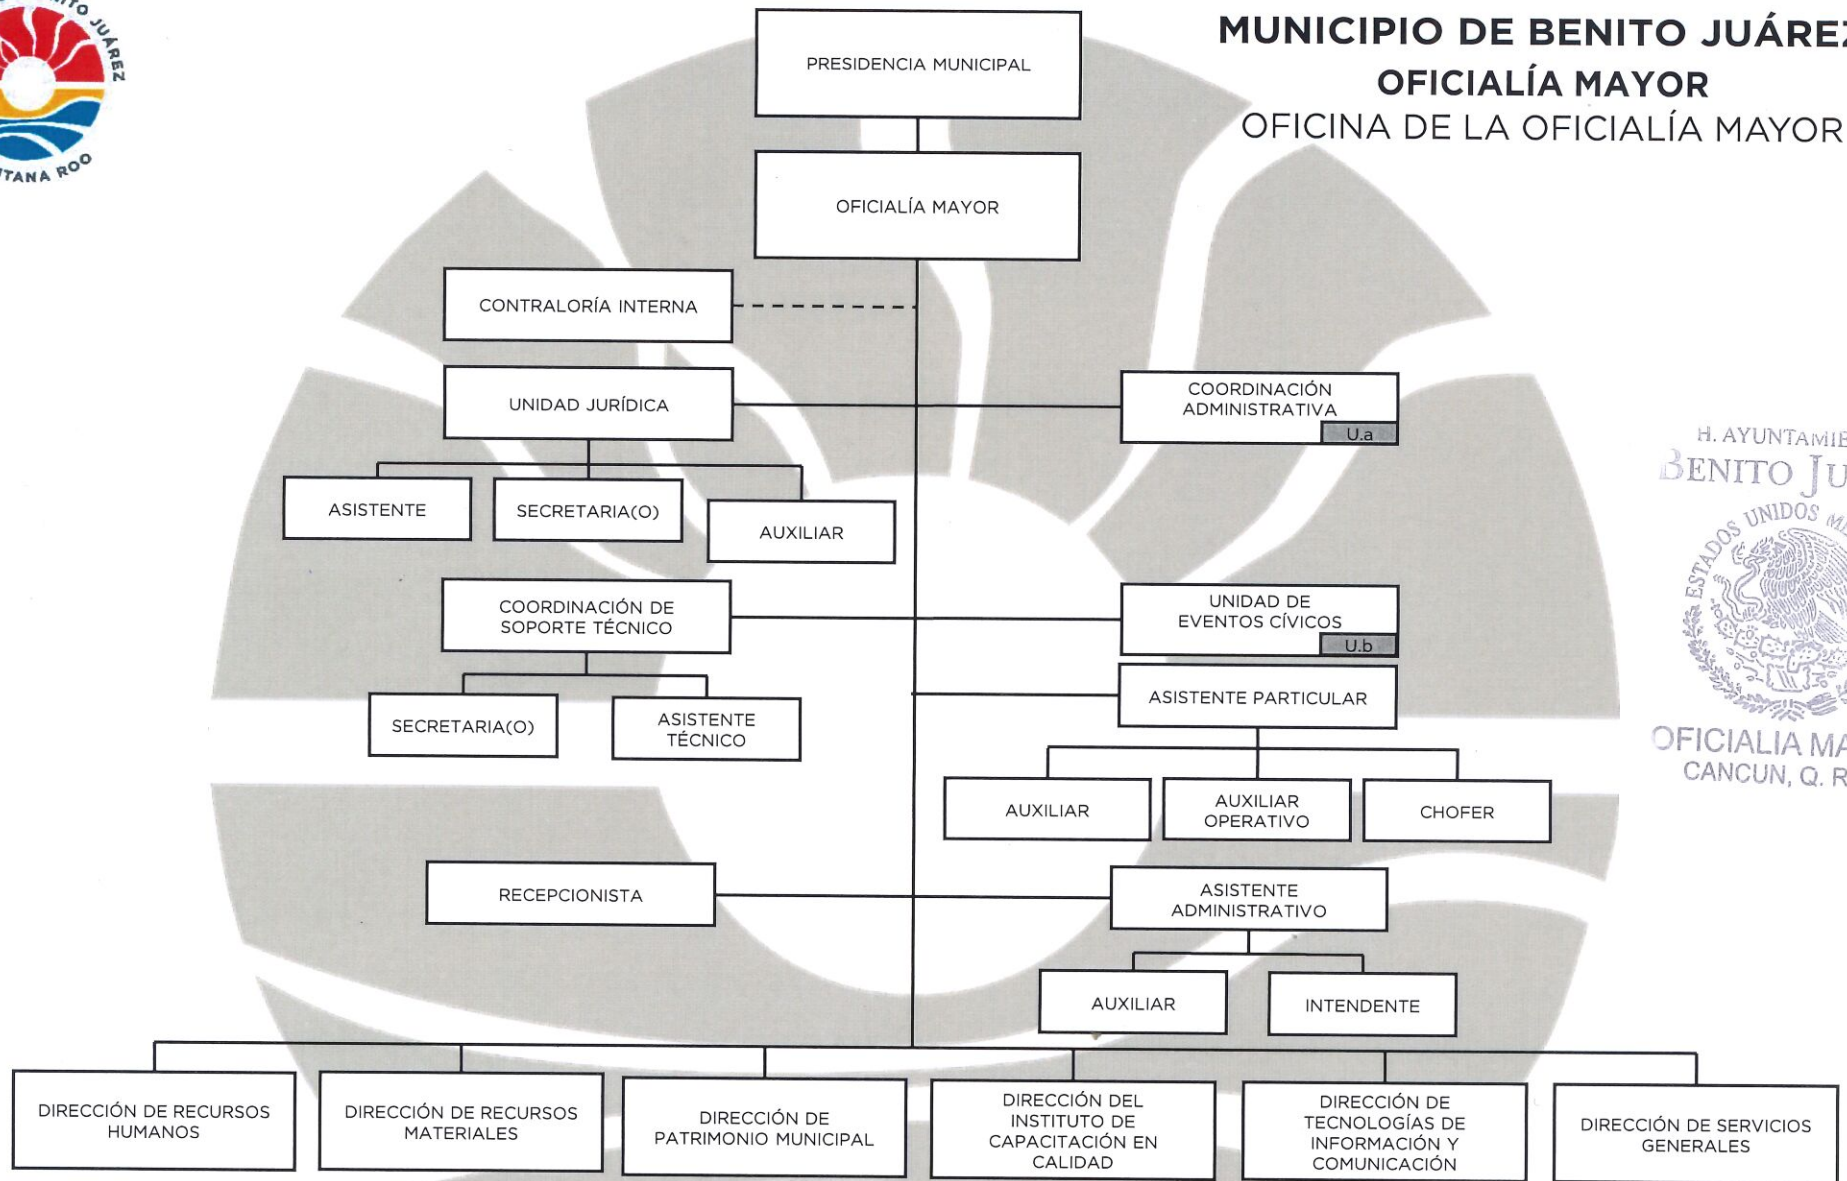 BENITO JUÁREZ
ROO
MUNICIPIO DE BENITO JUÁREZ
OFICIALÍA MAYOR
OFICINA DE LA OFICIALÍA MAYOR
PRESIDENCIA MUNICIPAL
OFICIALÍA MAYOR
CONTRALORÍA INTERNA
UNIDAD JURÍDICA
COORDINACIÓN
ADMINISTRATIVA
U.a
ASISTENTE
SECRETARIA(O)
AUXILIAR
H. AYUNTAMIE
BENITO JU
ESTADOS UNIDOS
OFICIALIA MA
CANCUN, Q. R
COORDINACIÓN DE
SOPORTE TÉCNICO
UNIDAD DE
EVENTOS CÍVICOS
U.b
SECRETARIA(O)
ASISTENTE
TÉCNICO
ASISTENTE PARTICULAR
AUXILIAR
AUXILIAR
OPERATIVO
CHOFER
RECEPCIONISTA
ASISTENTE
ADMINISTRATIVO
AUXILIAR
INTENDENTE
DIRECCIÓN DE RECURSOS
HUMANOS
DIRECCIÓN DE RECURSOS
MATERIALES
DIRECCIÓN DE
PATRIMONIO MUNICIPAL
DIRECCIÓN DEL
INSTITUTO DE
CAPACITACIÓN EN
CALIDAD
DIRECCIÓN DE
TECNOLOGÍAS DE
INFORMACIÓN Y
COMUNICACIÓN
DIRECCIÓN DE SERVICIOS
GENERALES